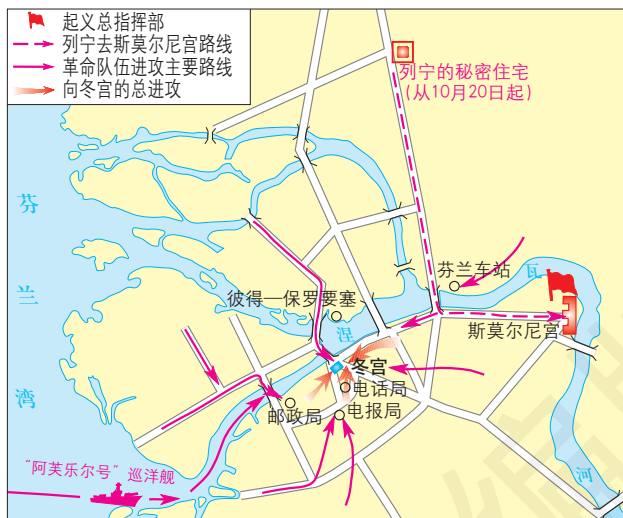 起义总指挥部
列宁去斯莫尔尼宫路线
革命队伍进攻主要路线
向冬宫的总进攻
列宁的秘密住宅
(从10月20日起)
芬
兰
湾
芬兰车站
瓦
彼得—保罗要塞
涅
斯莫尔尼宫
冬宫
电话局
邮政局
电报局
“阿芙乐尔号”巡洋舰
河